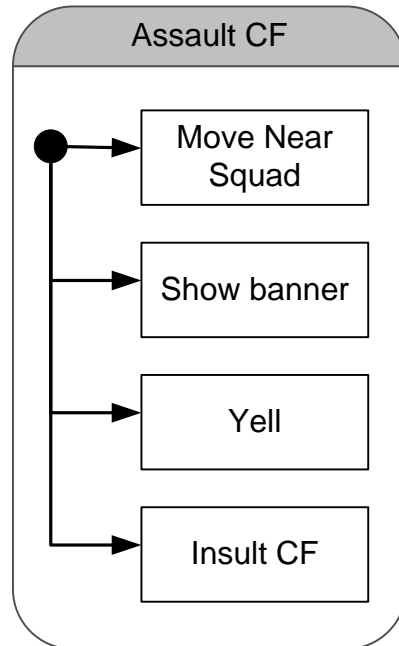 Assault CF
Move Near
Squad
Show banner
Yell
Insult CF